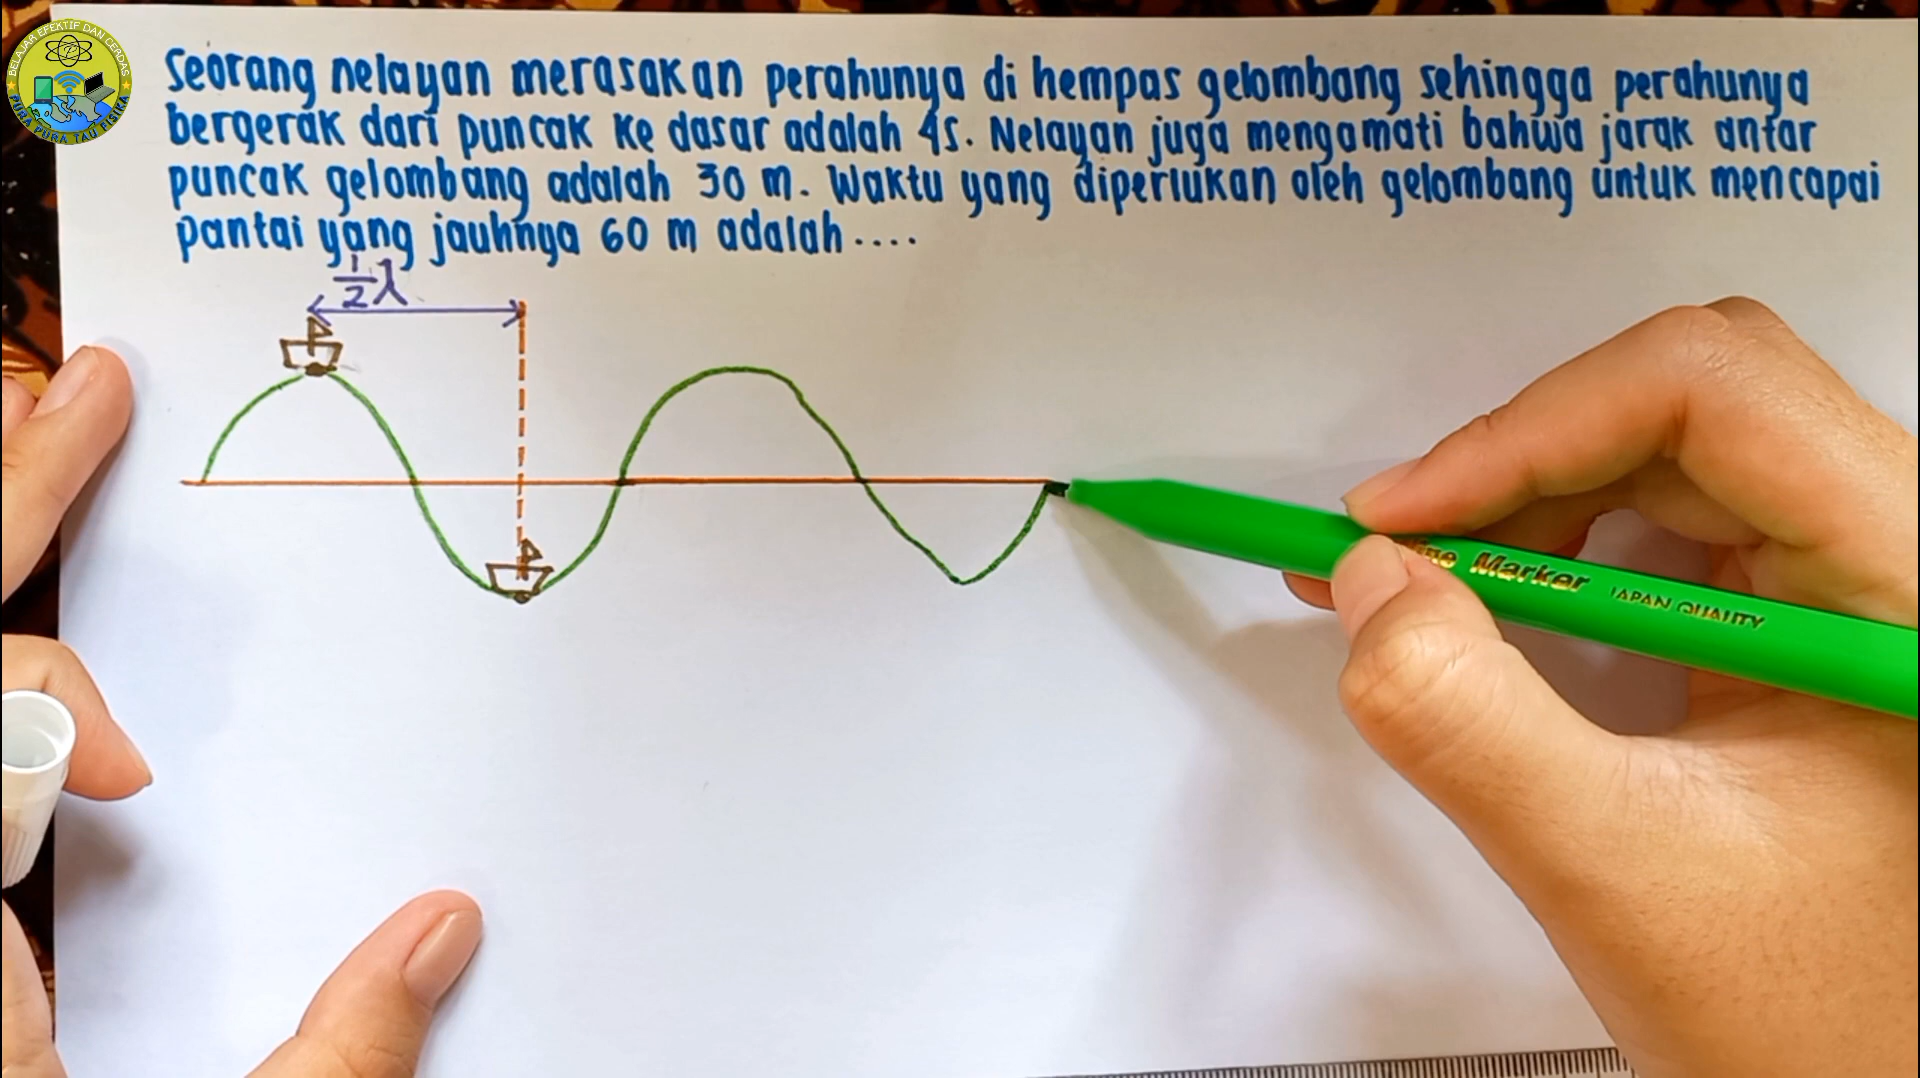 BELAJAR EFEKTIF DAN CERDAS
PURA PURA TAU FISIKA
Seorang nelayan merasakan perahunya di hempas gelombang sehingga perahunya
bergerak dari puncak ke dasar adalah 4s. Nelayan juga mengamati bahwa jarak antar
puncak gelombang adalah 30 m. Waktu yang diperlukan oleh gelombang untuk mencapai
pantai yang jauhnya 60 m adalah ....
1/2 λ
Marker JAPAN QUALITY